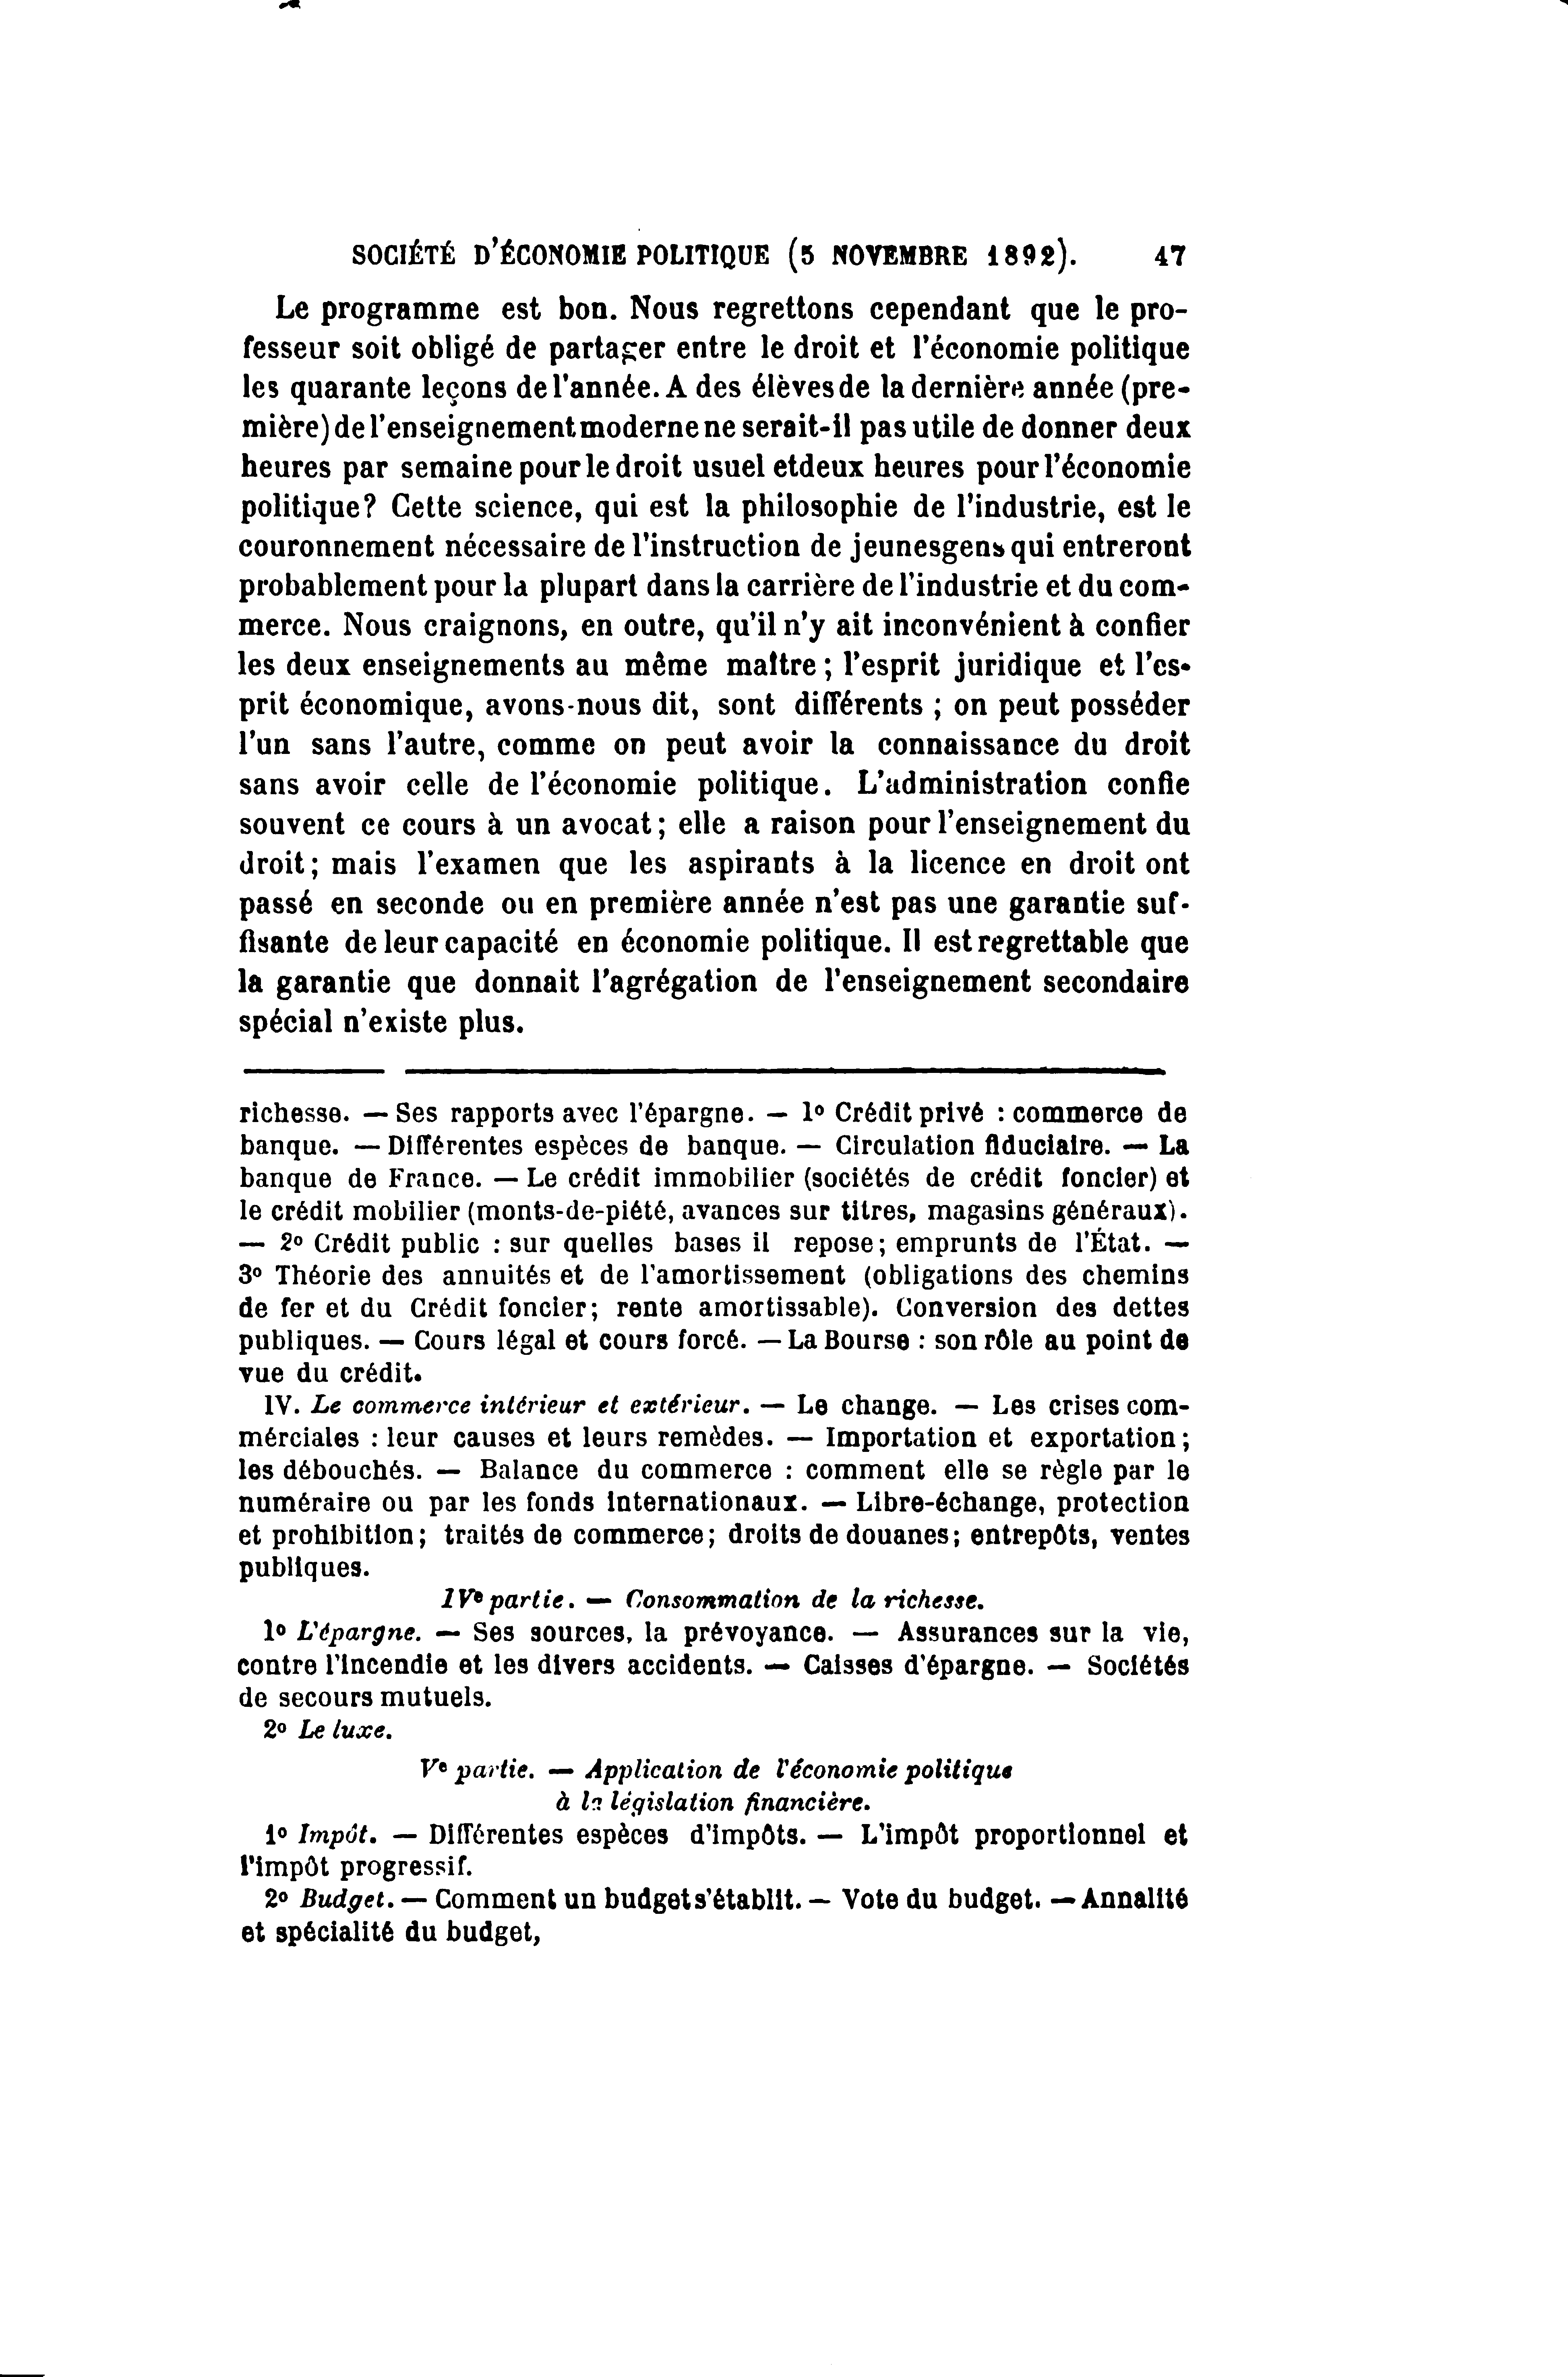 SOCIÉTÉ D'ÉCONOMIE POLITIQUE (5 NOVEMBRE 1892). 47
Le programme est bon. Nous regrettons cependant que le pro-
fesseur soit obligé de partager entre le droit et l'économie politique
les quarante leçons de l'année. A des élèves de la dernière année (pre-
mière) de l'enseignement moderne ne serait-il pas utile de donner deux
heures par semaine pour le droit usuel et deux heures pour l'économie
politique? Cette science, qui est la philosophie de l'industrie, est le
couronnement nécessaire de l'instruction de jeunes gens qui entreront
probablement pour la plupart dans la carrière de l'industrie et du com-
merce. Nous craignons, en outre, qu'il n'y ait inconvénient à confier
les deux enseignements au même maître ; l'esprit juridique et l'es-
prit économique, avons-nous dit, sont différents ; on peut posséder
l'un sans l'autre, comme on peut avoir la connaissance du droit
sans avoir celle de l'économie politique. L'administration confie
souvent ce cours à un avocat ; elle a raison pour l'enseignement du
droit ; mais l'examen que les aspirants à la licence en droit ont
passé en seconde ou en première année n'est pas une garantie suf-
fisante de leur capacité en économie politique. Il est regrettable que
la garantie que donnait l'agrégation de l'enseignement secondaire
spécial n'existe plus.
richesse. — Ses rapports avec l'épargne. — 1º Crédit privé : commerce de
banque. — Différentes espèces de banque. — Circulation fiduciaire. — La
banque de France. — Le crédit immobilier (sociétés de crédit foncier) et
le crédit mobilier (monts-de-piété, avances sur titres, magasins généraux).
— 2º Crédit public : sur quelles bases il repose ; emprunts de l'État. —
3º Théorie des annuités et de l'amortissement (obligations des chemins
de fer et du Crédit foncier ; rente amortissable). Conversion des dettes
publiques. — Cours légal et cours forcé. — La Bourse : son rôle au point de
vue du crédit.
IV. Le commerce intérieur et extérieur. — Le change. — Les crises com-
mérciales : leur causes et leurs remèdes. — Importation et exportation ;
les débouchés. — Balance du commerce : comment elle se règle par le
numéraire ou par les fonds internationaux. — Libre-échange, protection
et prohibition ; traités de commerce ; droits de douanes ; entrepôts, ventes
publiques.
IVe partie. — Consommation de la richesse.
1º L'épargne. — Ses sources, la prévoyance. — Assurances sur la vie,
contre l'incendie et les divers accidents. — Caisses d'épargne. — Sociétés
de secours mutuels.
2º Le luxe.
Ve partie. — Application de l'économie politique
à la législation financière.
1º Impôt. — Différentes espèces d'impôts. — L'impôt proportionnel et
l'impôt progressif.
2º Budget. — Comment un budget s'établit. — Vote du budget. — Annalité
et spécialité du budget,